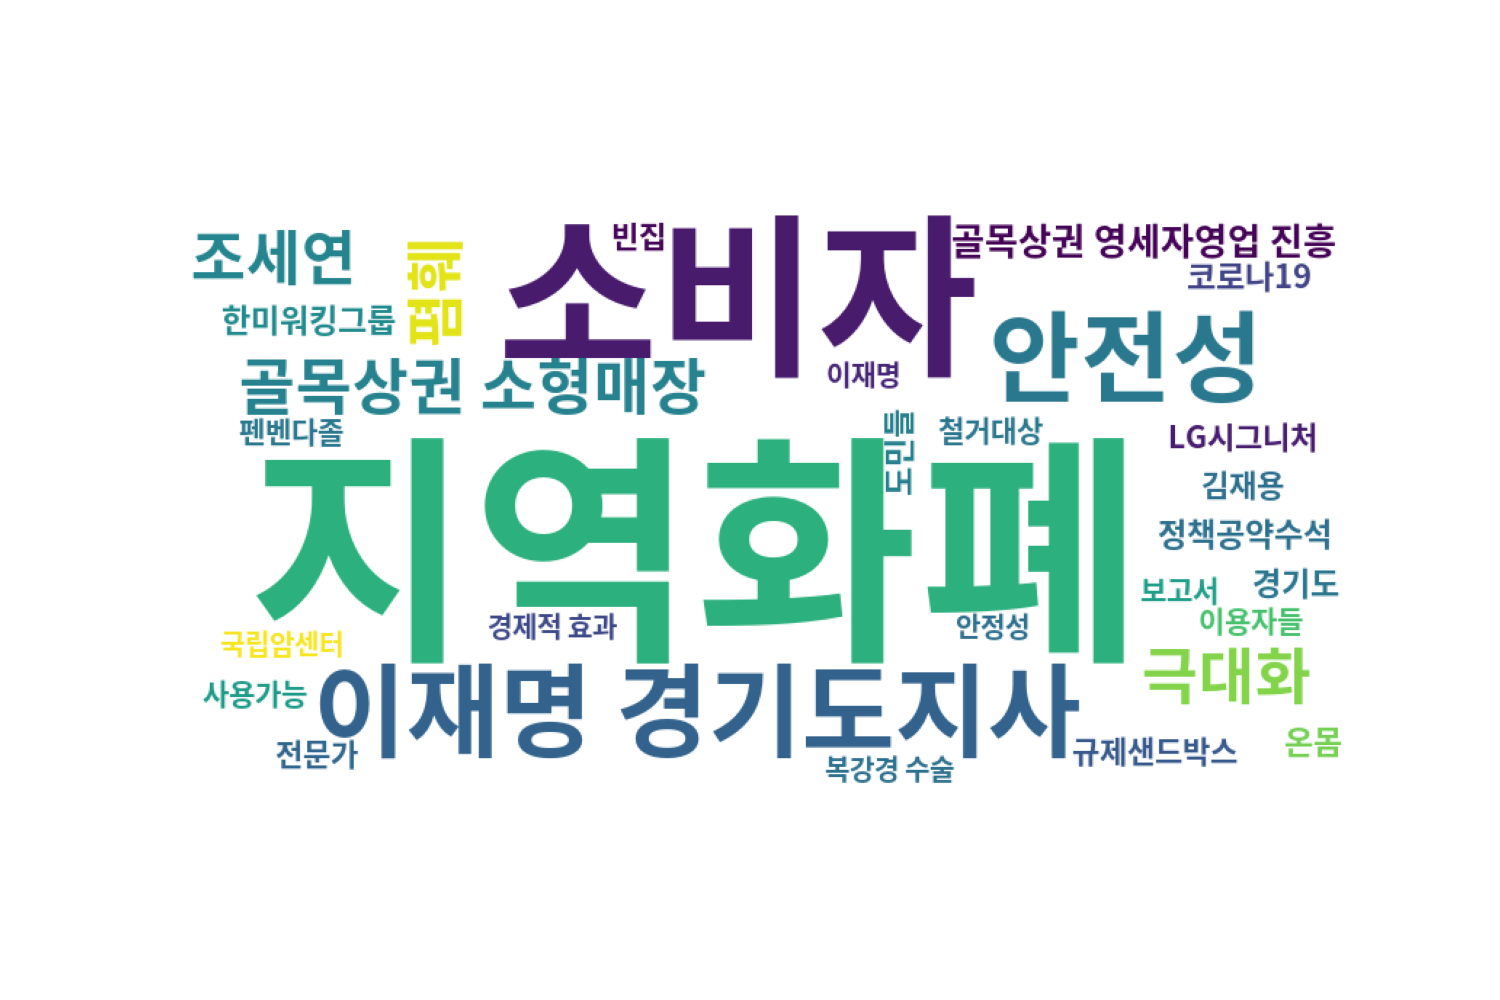 빈집
소비자
골목상권 영세자영업 진흥
조세연
폄훼
코로나19
한미워킹그룹
안전성
이재명
골목상권 소형매장
펜벤다졸
도민들
철거대상
LG시그니처
지역화폐
김재용
정책공약수석
보고서
경기도
경제적 효과
안정성
이용자들
국립암센터
극대화
사용가능
이재명 경기도지사
전문가
복강경 수술
규제샌드박스
온몸